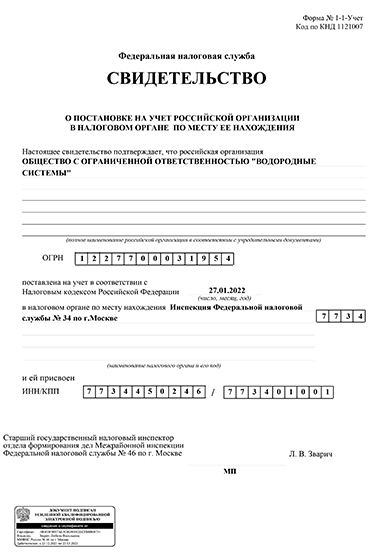 Форма № 1-1-Учет
Код по КНД 1121007
Федеральная налоговая служба
СВИДЕТЕЛЬСТВО
О ПОСТАНОВКЕ НА УЧЕТ РОССИЙСКОЙ ОРГАНИЗАЦИИ
В НАЛОГОВОМ ОРГАНЕ ПО МЕСТУ ЕЕ НАХОЖДЕНИЯ
Настоящее свидетельство подтверждает, что российская организация
ОБЩЕСТВО С ОГРАНИЧЕННОЙ ОТВЕТСТВЕННОСТЬЮ "ВОДОРОДНЫЕ
СИСТЕМЫ"
(полное наименование российской организации в соответствии с учредительными документами)
ОГРН 1 2 2 7 7 0 0 0 3 1 9 5 4
поставлена на учет в соответствии с
Налоговым кодексом Российской Федерации 27.01.2022
(число, месяц, год)
в налоговом органе по месту нахождения Инспекция Федеральной налоговой
службы № 34 по г.Москве 7 7 3 4
(наименование налогового органа и его код)
и ей присвоен
ИНН/КПП 7 7 3 4 4 5 0 2 4 6 / 7 7 3 4 0 1 0 0 1
Старший государственный налоговый инспектор
отдела формирования дел Межрайонной инспекции
Федеральной налоговой службы № 46 по г. Москве Л. В. Зварич
МП
ДОКУМЕНТ ПОДПИСАН
УСИЛЕННОЙ КВАЛИФИЦИРОВАННОЙ
ЭЛЕКТРОННОЙ ПОДПИСЬЮ